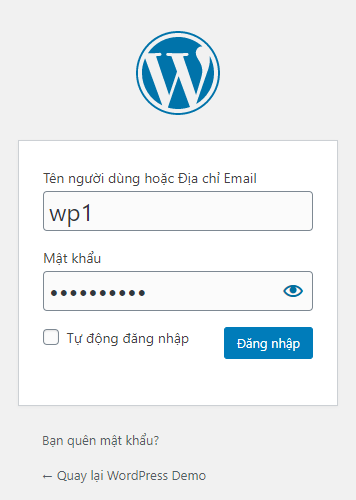 Tên người dùng hoặc Địa chỉ Email
wp1
Mật khẩu
••••••••••
Tự động đăng nhập
Đăng nhập
Bạn quên mật khẩu?
← Quay lại WordPress Demo